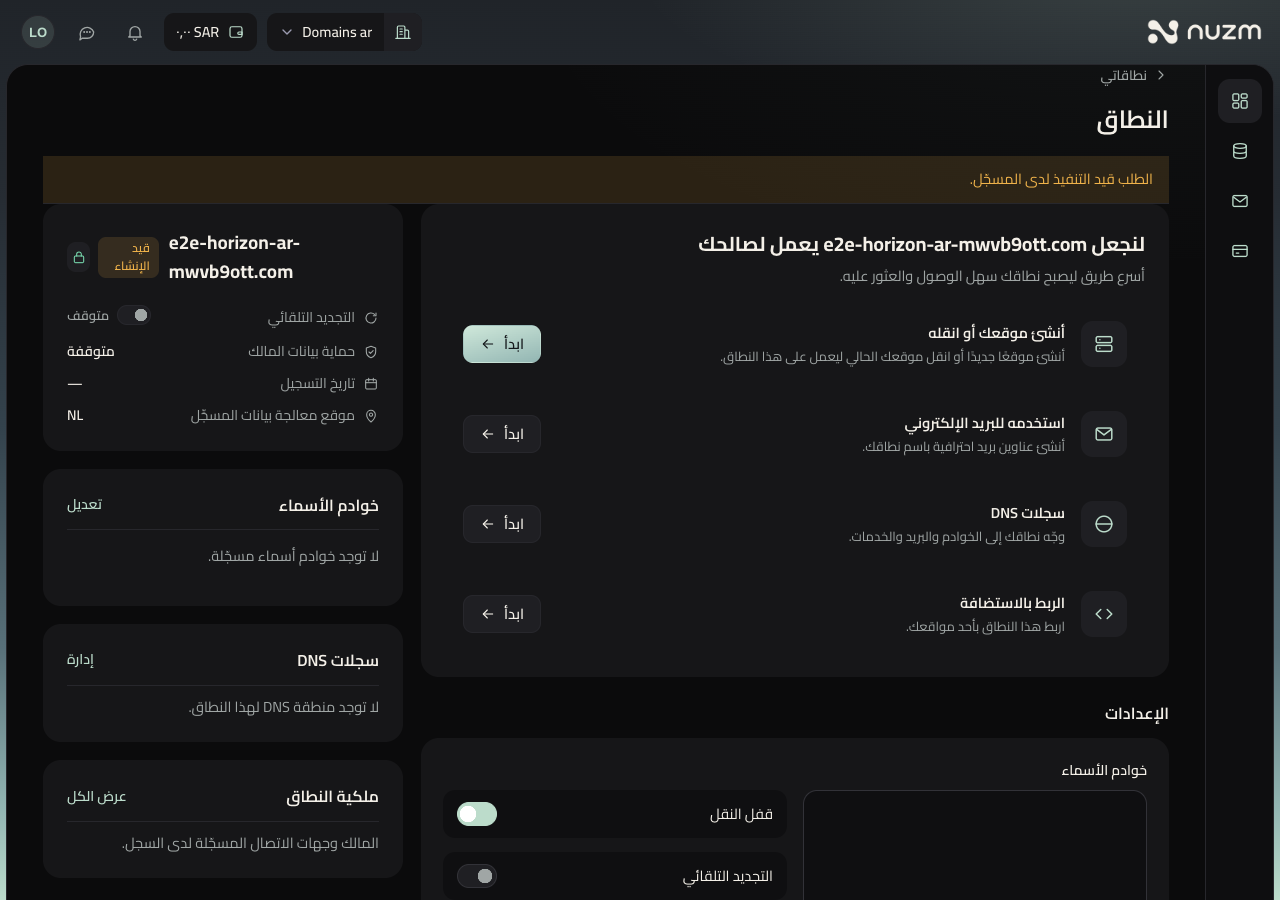 nuzm
Domains ar
٠,٠٠ SAR
LO
نطاقاتي
النطاق
الطلب قيد التنفيذ لدى المسجّل.
لنجعل e2e-horizon-ar-mwvb9ott.com يعمل لصالحك
أسرع طريق ليصبح نطاقك سهل الوصول والعثور عليه.
أنشئ موقعك أو انقله
أنشئ موقعًا جديدًا أو انقل موقعك الحالي ليعمل على هذا النطاق.
ابدأ
استخدمه للبريد الإلكتروني
أنشئ عناوين بريد احترافية باسم نطاقك.
ابدأ
سجلات DNS
وجّه نطاقك إلى الخوادم والبريد والخدمات.
ابدأ
الربط بالاستضافة
اربط هذا النطاق بأحد مواقعك.
ابدأ
الإعدادات
خوادم الأسماء
قفل النقل
التجديد التلقائي
e2e-horizon-ar-
mwvb9ott.com
قيد
الإنشاء
التجديد التلقائي متوقف
حماية بيانات المالك متوقفة
تاريخ التسجيل —
موقع معالجة بيانات المسجّل NL
خوادم الأسماء تعديل
لا توجد خوادم أسماء مسجّلة.
سجلات DNS إدارة
لا توجد منطقة DNS لهذا النطاق.
ملكية النطاق عرض الكل
المالك وجهات الاتصال المسجّلة لدى السجل.